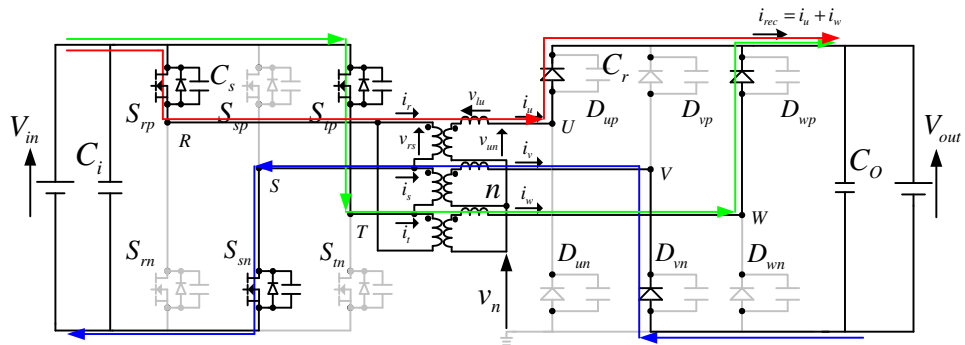 i_rec = i_u + i_w
C_s
C_r
S_rp
S_sp
S_tp
i_r
v_lu
i_u
D_up
D_vp
D_wp
V_in
C_i
R
v_rs
v_un
U
V_out
i_v
S
i_s
n
V
C_O
i_w
T
i_t
W
S_rn
S_sn
S_tn
D_un
D_vn
D_wn
v_n